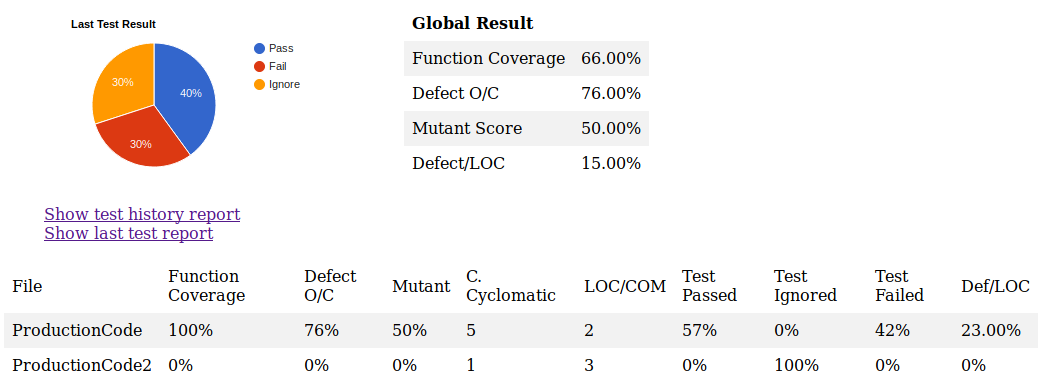 Last Test Result
Pass
Fail
Ignore
40%
30%
30%
Global Result
Function Coverage 66.00%
Defect O/C 76.00%
Mutant Score 50.00%
Defect/LOC 15.00%
Show test history report
Show last test report
File Function Coverage Defect O/C Mutant C. Cyclomatic LOC/COM Test Passed Test Ignored Test Failed Def/LOC
ProductionCode 100% 76% 50% 5 2 57% 0% 42% 23.00%
ProductionCode2 0% 0% 0% 1 3 0% 100% 0% 0%